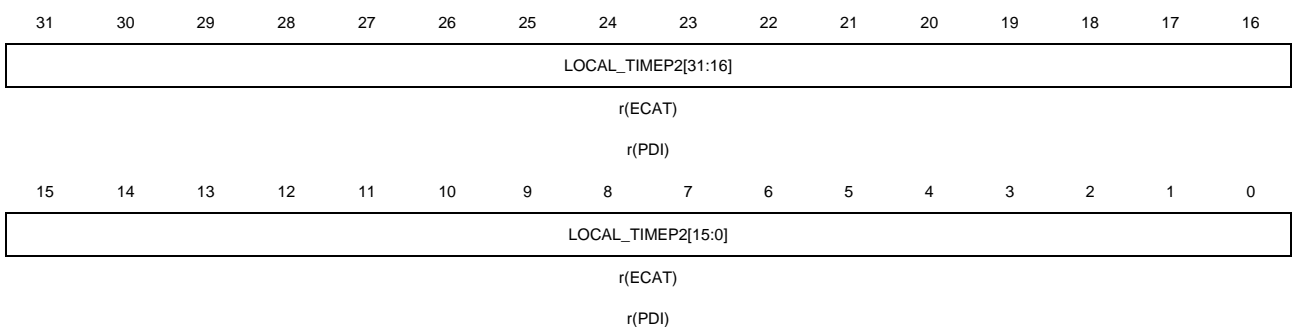 31 30 29 28 27 26 25 24 23 22 21 20 19 18 17 16
LOCAL_TIMEP2[31:16]
r(ECAT)
r(PDI)
15 14 13 12 11 10 9 8 7 6 5 4 3 2 1 0
LOCAL_TIMEP2[15:0]
r(ECAT)
r(PDI)